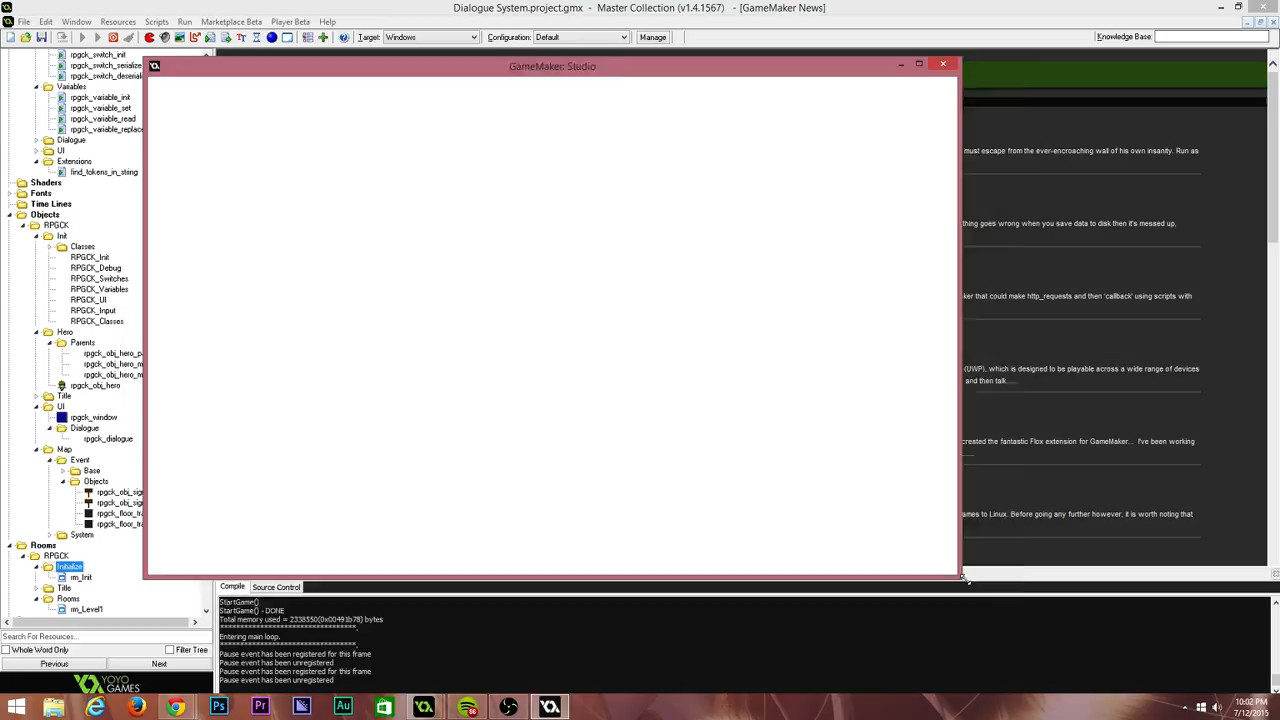 Dialogue System.project.gmx - Master Collection (v1.4.1567) - [GameMaker News]
File Edit Window Resources Scripts Run Marketplace Beta Player Beta Help
Target: Windows Configuration: Default Manage Knowledge Base:
GameMaker: Studio
rpgck_switch_init
rpgck_switch_serialize
rpgck_switch_deseriali
Variables
rpgck_variable_init
rpgck_variable_set
rpgck_variable_read
rpgck_variable_replace
Dialogue
UI
Extensions
find_tokens_in_string
Shaders
Fonts
Time Lines
Objects
RPGCK
Init
Classes
RPGCK_Init
RPGCK_Debug
RPGCK_Switches
RPGCK_Variables
RPGCK_UI
RPGCK_Input
RPGCK_Classes
Hero
Parents
rpgck_obj_hero_p
rpgck_obj_hero_m
rpgck_obj_hero_m
rpgck_obj_hero
Title
UI
rpgck_window
Dialogue
rpgck_dialogue
Map
Event
Base
Objects
rpgck_obj_sig
rpgck_obj_sig
rpgck_floor_tra
rpgck_floor_tra
System
Rooms
RPGCK
Initialize
rm_Init
Title
Rooms
rm_Level1
Search For Resources...
Whole Word Only Filter Tree
Previous Next
YOYO
GAMES
must escape from the ever-encroaching wall of his own insanity. Run as
thing goes wrong when you save data to disk then it's messed up,
ker that could make http_requests and then 'callback' using scripts with
(UWP), which is designed to be playable across a wide range of devices
and then talk......
created the fantastic Flox extension for GameMaker... I've been working
ames to Linux. Before going any further however, it is worth noting that
Compile Source Control
StartGame()
StartGame() - DONE
Total memory used = 2338550(0x00491b78) bytes
Entering main loop.
Pause event has been registered for this frame
Pause event has been unregistered
Pause event has been registered for this frame
Pause event has been unregistered
10:02 PM
7/12/2015